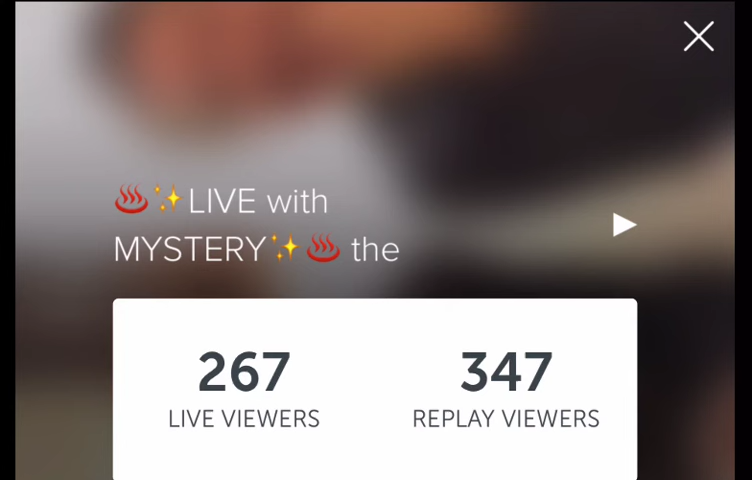 ♨️✨LIVE with
MYSTERY✨♨️ the
267 347
LIVE VIEWERS REPLAY VIEWERS